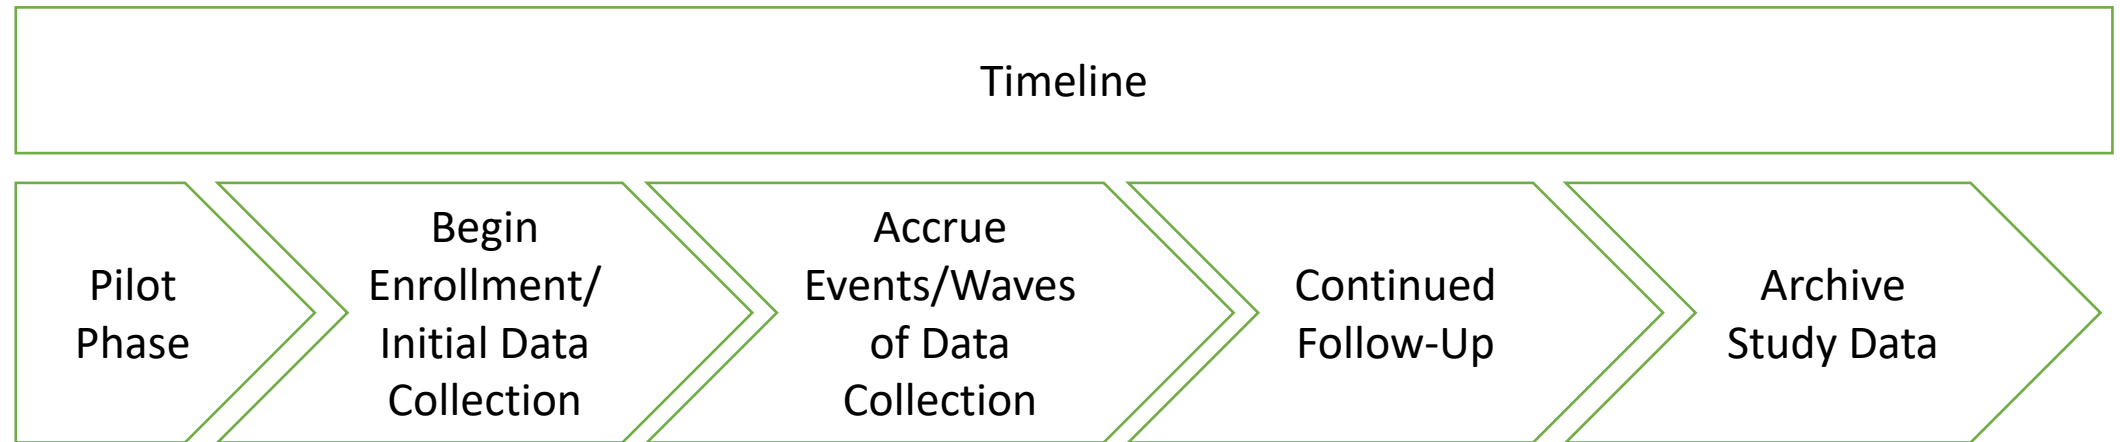 Timeline
Pilot
Phase
Begin
Enrollment/
Initial Data
Collection
Accrue
Events/Waves
of Data
Collection
Continued
Follow-Up
Archive
Study Data